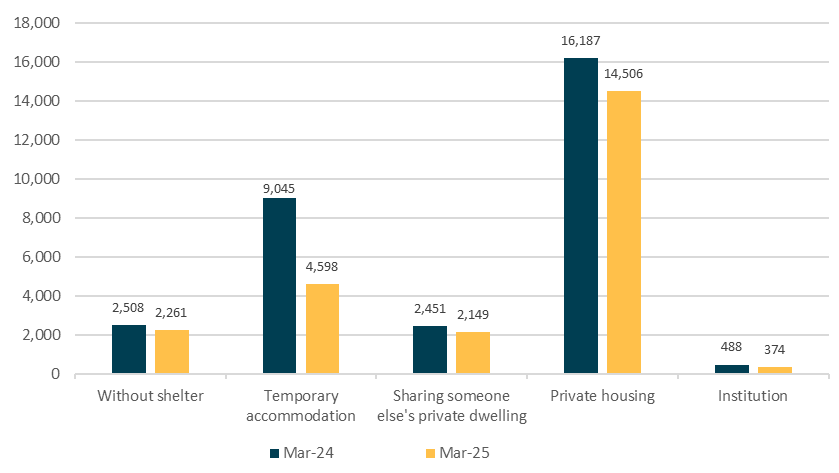 18,000
16,000
14,000
12,000
10,000
8,000
6,000
4,000
2,000
0
2,508
2,261
9,045
4,598
2,451
2,149
16,187
14,506
488
374
Without shelter
Temporary
accommodation
Sharing someone
else's private dwelling
Private housing
Institution
Mar-24
Mar-25